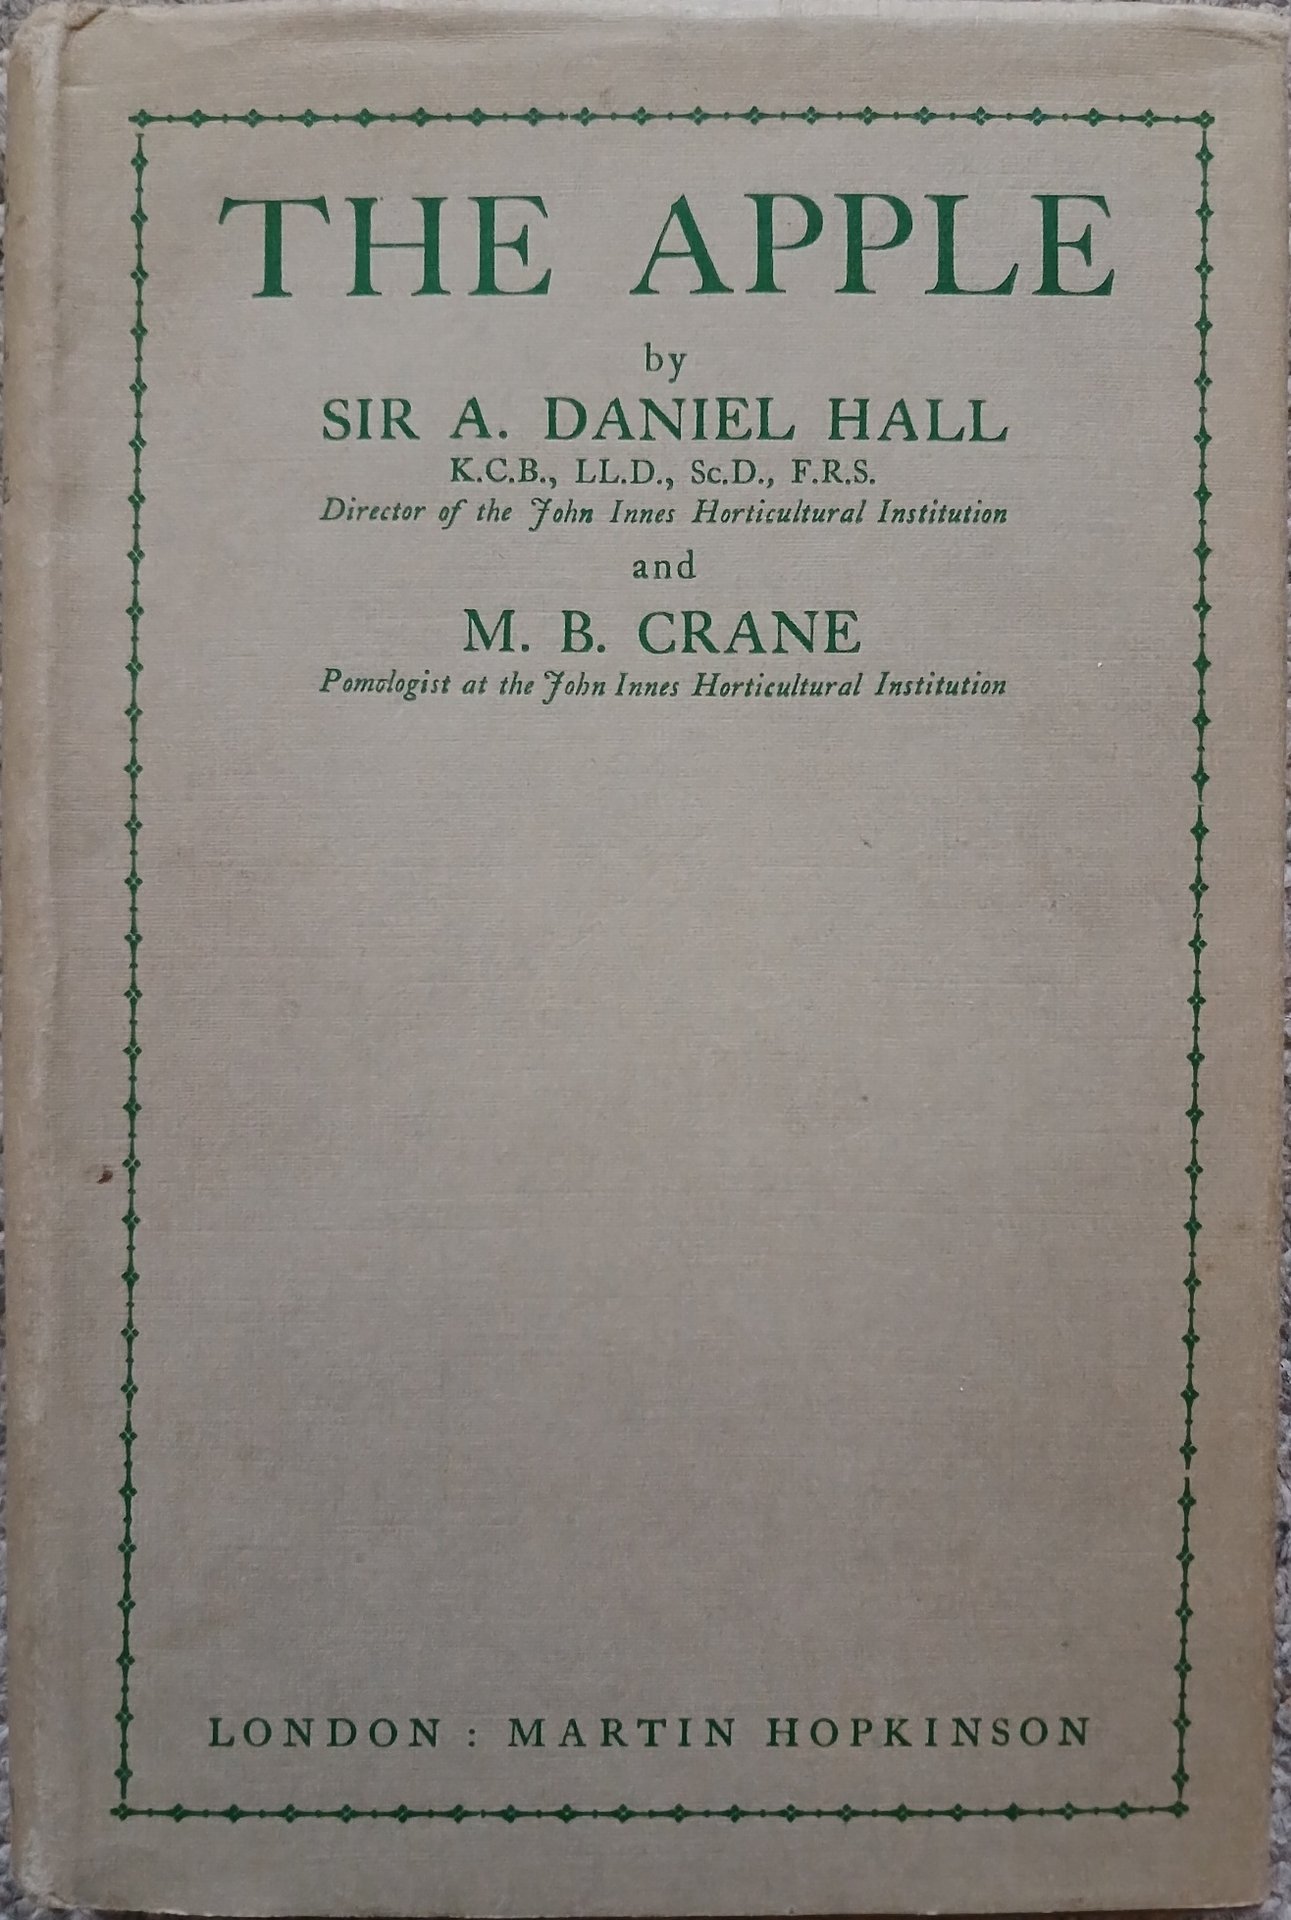 THE APPLE
by
SIR A. DANIEL HALL
K.C.B., LL.D., Sc.D., F.R.S.
Director of the John Innes Horticultural Institution
and
M. B. CRANE
Pomologist at the John Innes Horticultural Institution
LONDON : MARTIN HOPKINSON